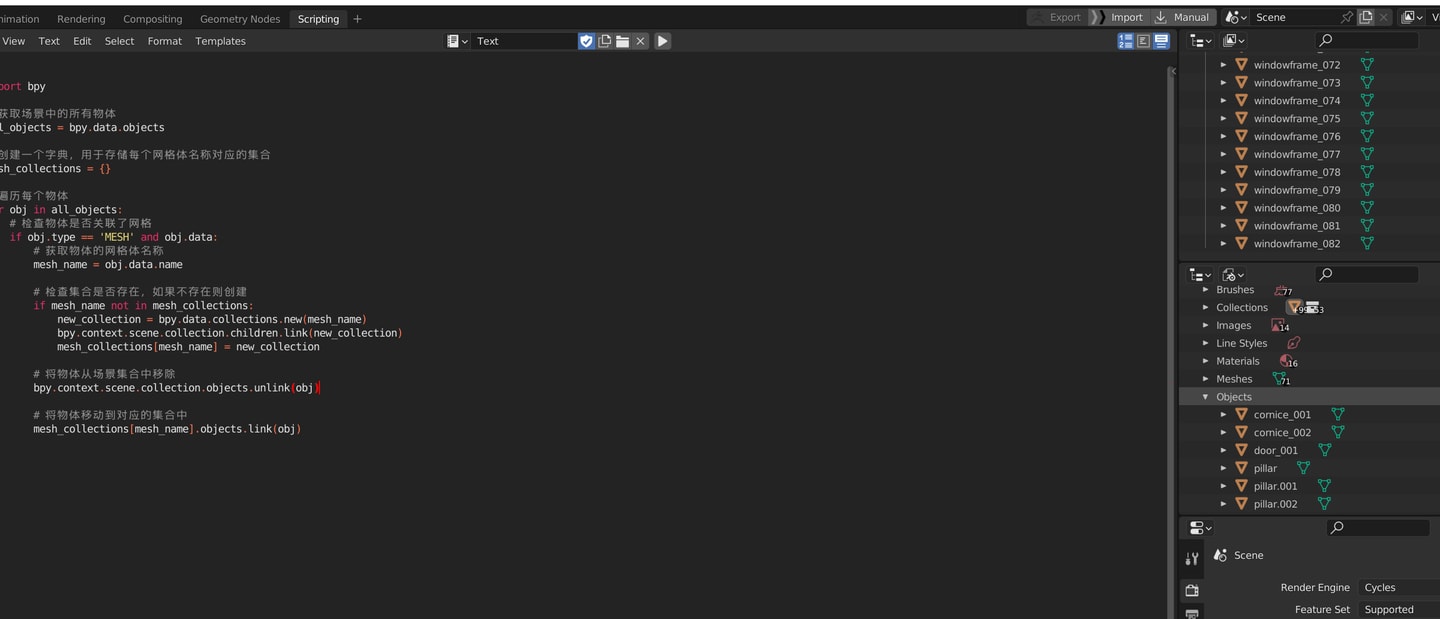 nimation Rendering Compositing Geometry Nodes Scripting +
Export Import Manual Scene Vi
View Text Edit Select Format Templates
Text
port bpy
获取场景中的所有物体
l_objects = bpy.data.objects
创建一个字典，用于存储每个网格体名称对应的集合
sh_collections = {}
遍历每个物体
r obj in all_objects:
# 检查物体是否关联了网格
if obj.type == 'MESH' and obj.data:
# 获取物体的网格体名称
mesh_name = obj.data.name
# 检查集合是否存在，如果不存在则创建
if mesh_name not in mesh_collections:
new_collection = bpy.data.collections.new(mesh_name)
bpy.context.scene.collection.children.link(new_collection)
mesh_collections[mesh_name] = new_collection
# 将物体从场景集合中移除
bpy.context.scene.collection.objects.unlink(obj)
# 将物体移动到对应的集合中
mesh_collections[mesh_name].objects.link(obj)
windowframe_072
windowframe_073
windowframe_074
windowframe_075
windowframe_076
windowframe_077
windowframe_078
windowframe_079
windowframe_080
windowframe_081
windowframe_082
Brushes 77
Collections +99 53
Images 14
Line Styles
Materials 16
Meshes 71
Objects
cornice_001
cornice_002
door_001
pillar
pillar.001
pillar.002
Scene
Render Engine Cycles
Feature Set Supported